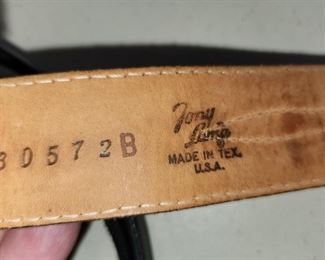 30572B
Tony
Lama
MADE IN TEX.
U.S.A.